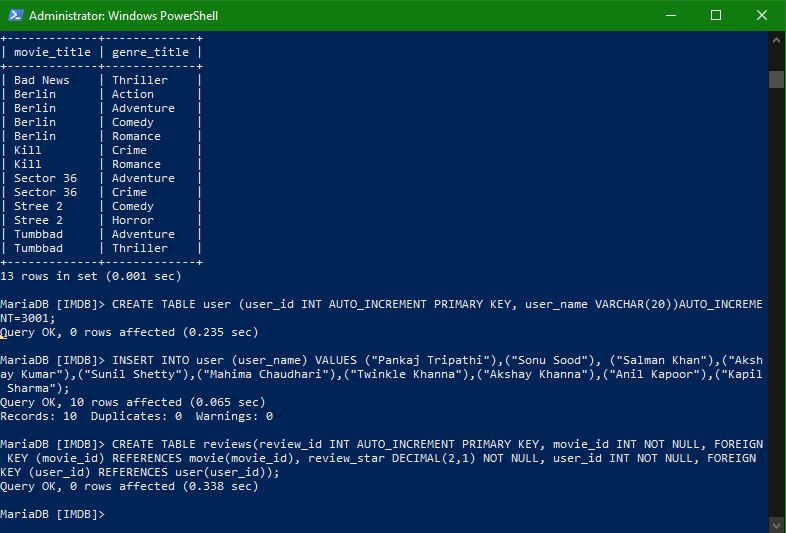 Administrator: Windows PowerShell
+-------------+-------------+
| movie_title | genre_title |
+-------------+-------------+
| Bad News    | Thriller    |
| Berlin      | Action      |
| Berlin      | Adventure   |
| Berlin      | Comedy      |
| Berlin      | Romance     |
| Kill        | Crime       |
| Kill        | Romance     |
| Sector 36   | Adventure   |
| Sector 36   | Crime       |
| Stree 2     | Comedy      |
| Stree 2     | Horror      |
| Tumbbad     | Adventure   |
| Tumbbad     | Thriller    |
+-------------+-------------+
13 rows in set (0.001 sec)
MariaDB [IMDB]> CREATE TABLE user (user_id INT AUTO_INCREMENT PRIMARY KEY, user_name VARCHAR(20))AUTO_INCREME
NT=3001;
Query OK, 0 rows affected (0.235 sec)
MariaDB [IMDB]> INSERT INTO user (user_name) VALUES ("Pankaj Tripathi"),("Sonu Sood"), ("Salman Khan"),("Aksh
ay Kumar"),("Sunil Shetty"),("Mahima Chaudhari"),("Twinkle Khanna"),("Akshay Khanna"),("Anil Kapoor"),("Kapil
 Sharma");
Query OK, 10 rows affected (0.065 sec)
Records: 10  Duplicates: 0  Warnings: 0
MariaDB [IMDB]> CREATE TABLE reviews(review_id INT AUTO_INCREMENT PRIMARY KEY, movie_id INT NOT NULL, FOREIGN
 KEY (movie_id) REFERENCES movie(movie_id), review_star DECIMAL(2,1) NOT NULL, user_id INT NOT NULL, FOREIGN
KEY (user_id) REFERENCES user(user_id));
Query OK, 0 rows affected (0.338 sec)
MariaDB [IMDB]>